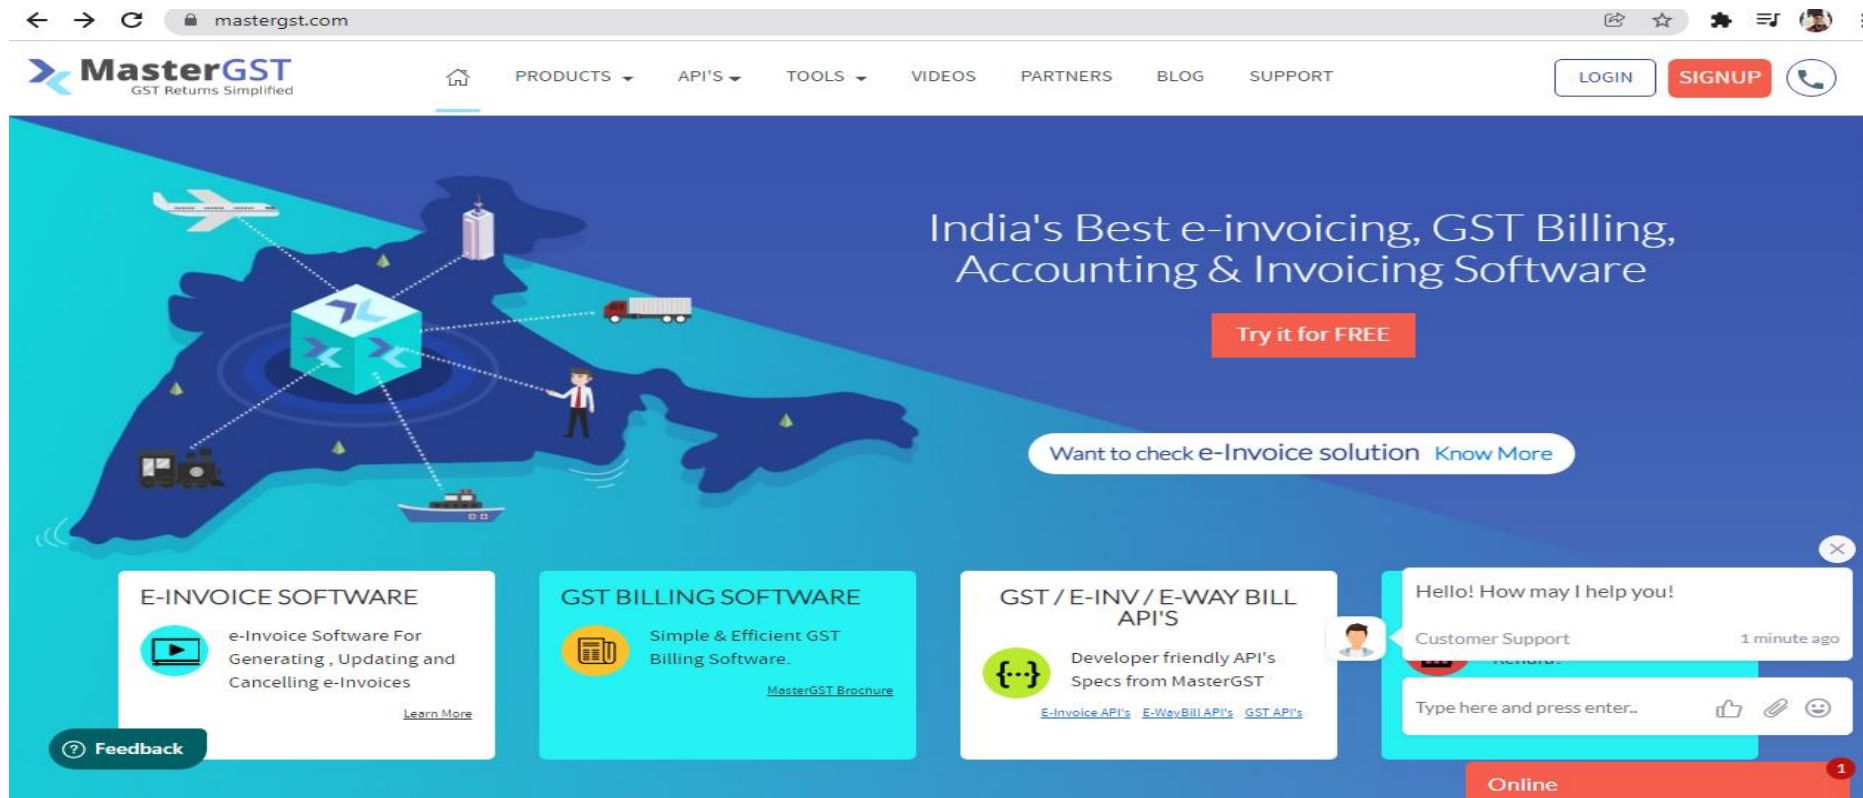 mastergst.com
MasterGST
GST Returns Simplified
PRODUCTS
API'S
TOOLS
VIDEOS
PARTNERS
BLOG
SUPPORT
LOGIN
SIGNUP
India's Best e-invoicing, GST Billing,
Accounting & Invoicing Software
Try it for FREE
Want to check e-Invoice solution Know More
E-INVOICE SOFTWARE
e-Invoice Software For
Generating , Updating and
Cancelling e-Invoices
Learn More
GST BILLING SOFTWARE
Simple & Efficient GST
Billing Software.
MasterGST Brochure
GST / E-INV / E-WAY BILL
API'S
Developer friendly API's
Specs from MasterGST
E-Invoice API's E-WayBill API's GST API's
Hello! How may I help you!
Customer Support 1 minute ago
Type here and press enter..
Feedback
Online
1